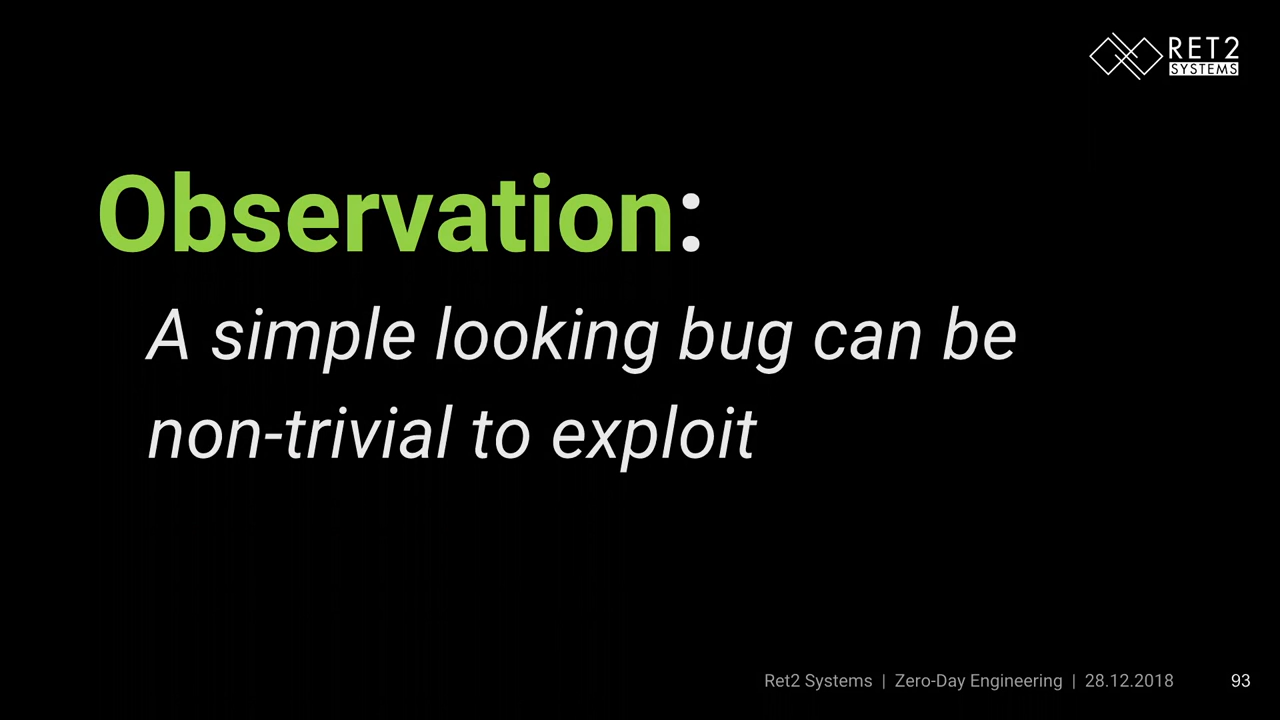 RET2
SYSTEMS
Observation:
A simple looking bug can be
non-trivial to exploit
Ret2 Systems | Zero-Day Engineering | 28.12.2018 93